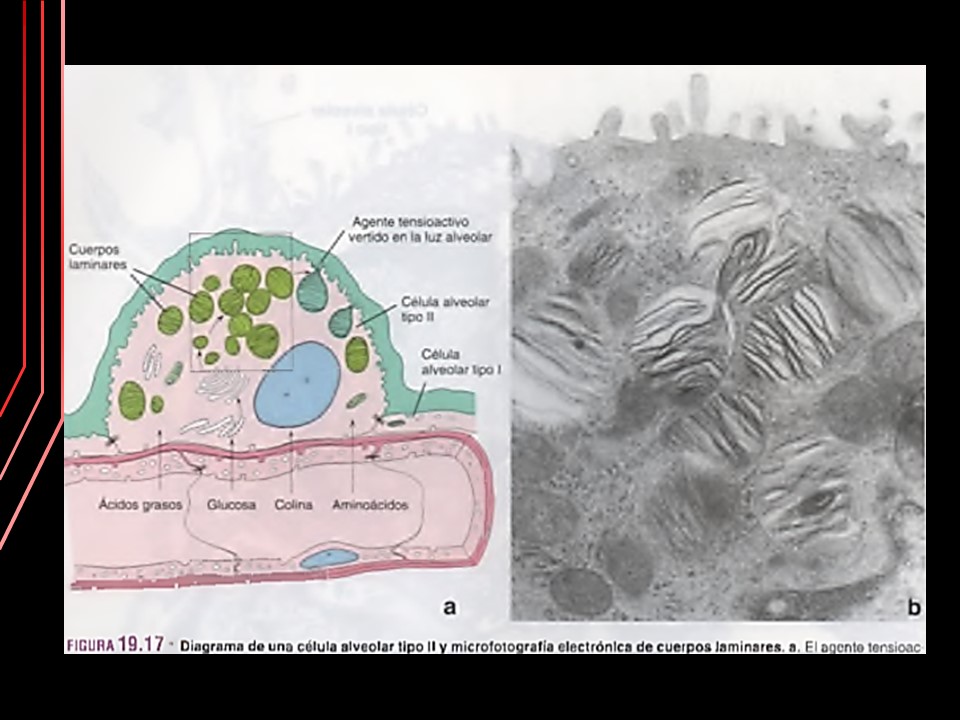 Agente tensioactivo
vertido en la luz alveolar
Cuerpos
laminares
Célula alveolar
tipo II
Célula
alveolar tipo I
Ácidos grasos
Glucosa
Colina
Aminoácidos
a
b
FIGURA 19.17 • Diagrama de una célula alveolar tipo II y microfotografía electrónica de cuerpos laminares. a. El agente tensioac-